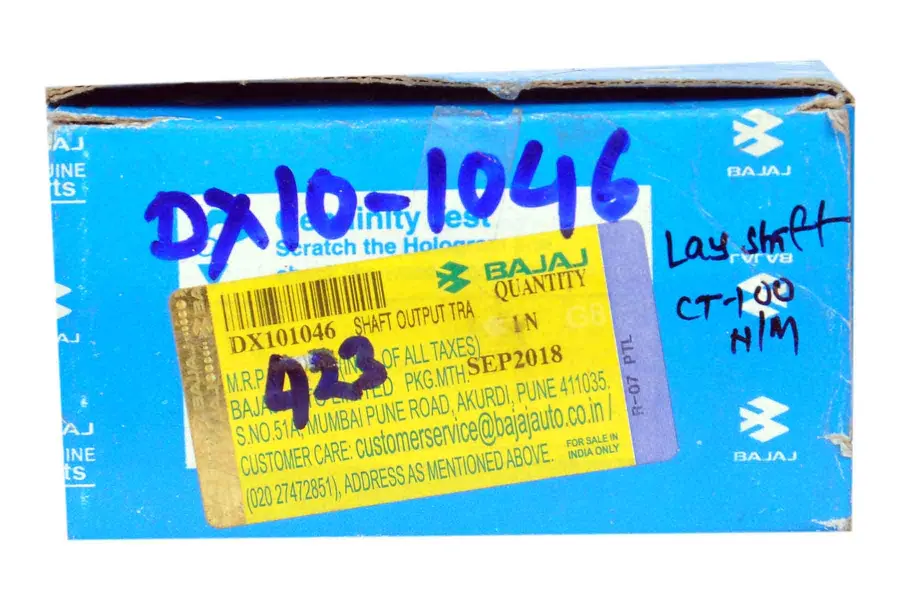 BAJAJ
DX10-1046
Genuinity Test
Scratch the Hologram
BAJAJ
QUANTITY
DX101046 SHAFT OUTPUT TRA
1N
M.R.P. OF ALL TAXES)
423
PKG.MTH. SEP2018
S.NO.51A, MUMBAI PUNE ROAD, AKURDI, PUNE 411035.
CUSTOMER CARE: customerservice@bajajauto.co.in /
(020 27472851), ADDRESS AS MENTIONED ABOVE.
FOR SALE IN
INDIA ONLY
R-07 PTL
Lay shaft
CT-100
N/M
BAJAJ